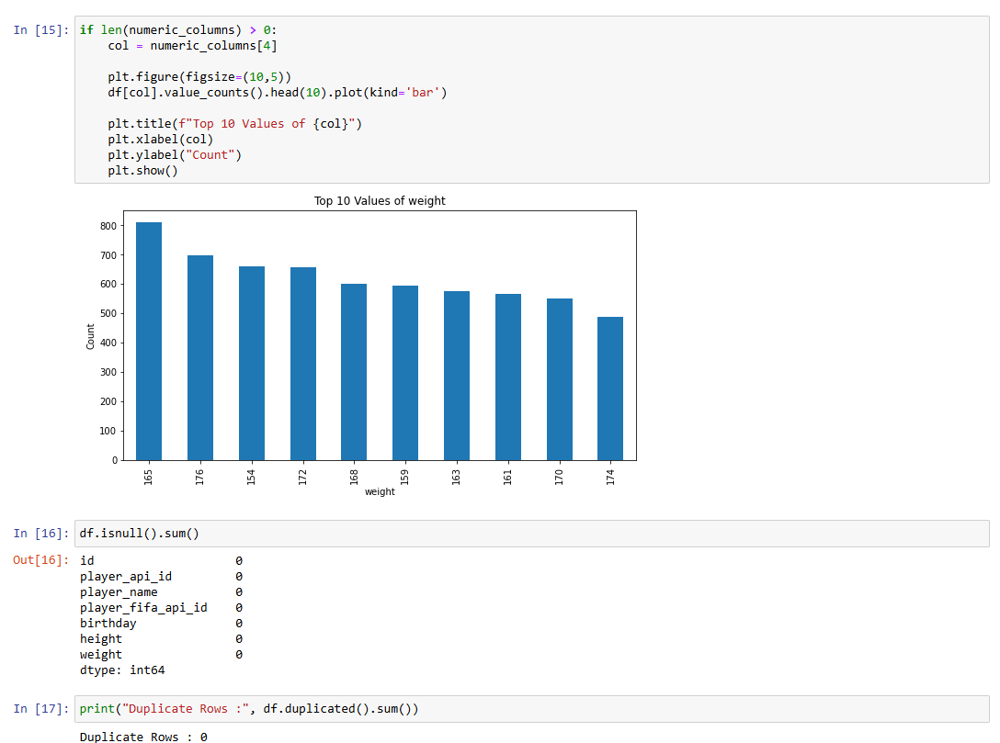 In [15]: if len(numeric_columns) > 0:
    col = numeric_columns[4]
    plt.figure(figsize=(10,5))
    df[col].value_counts().head(10).plot(kind='bar')
    plt.title(f"Top 10 Values of {col}")
    plt.xlabel(col)
    plt.ylabel("Count")
    plt.show()
Top 10 Values of weight
800
700
600
500
400
300
200
100
0
Count
165 176 154 172 168 159 163 161 170 174
weight
In [16]: df.isnull().sum()
Out[16]: id 0
player_api_id 0
player_name 0
player_fifa_api_id 0
birthday 0
height 0
weight 0
dtype: int64
In [17]: print("Duplicate Rows :", df.duplicated().sum())
Duplicate Rows : 0